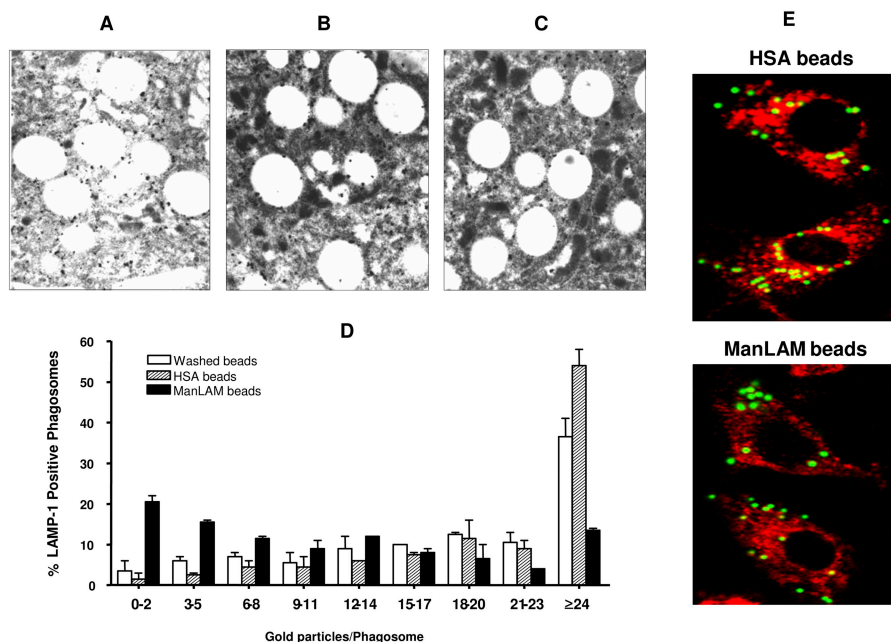 A
B
C
E
HSA beads
ManLAM beads
D
% LAMP-1 Positive Phagosomes
60
50
40
30
20
10
0
Washed beads
HSA beads
ManLAM beads
0-2 3-5 6-8 9-11 12-14 15-17 18-20 21-23 ≥24
Gold particles/Phagosome